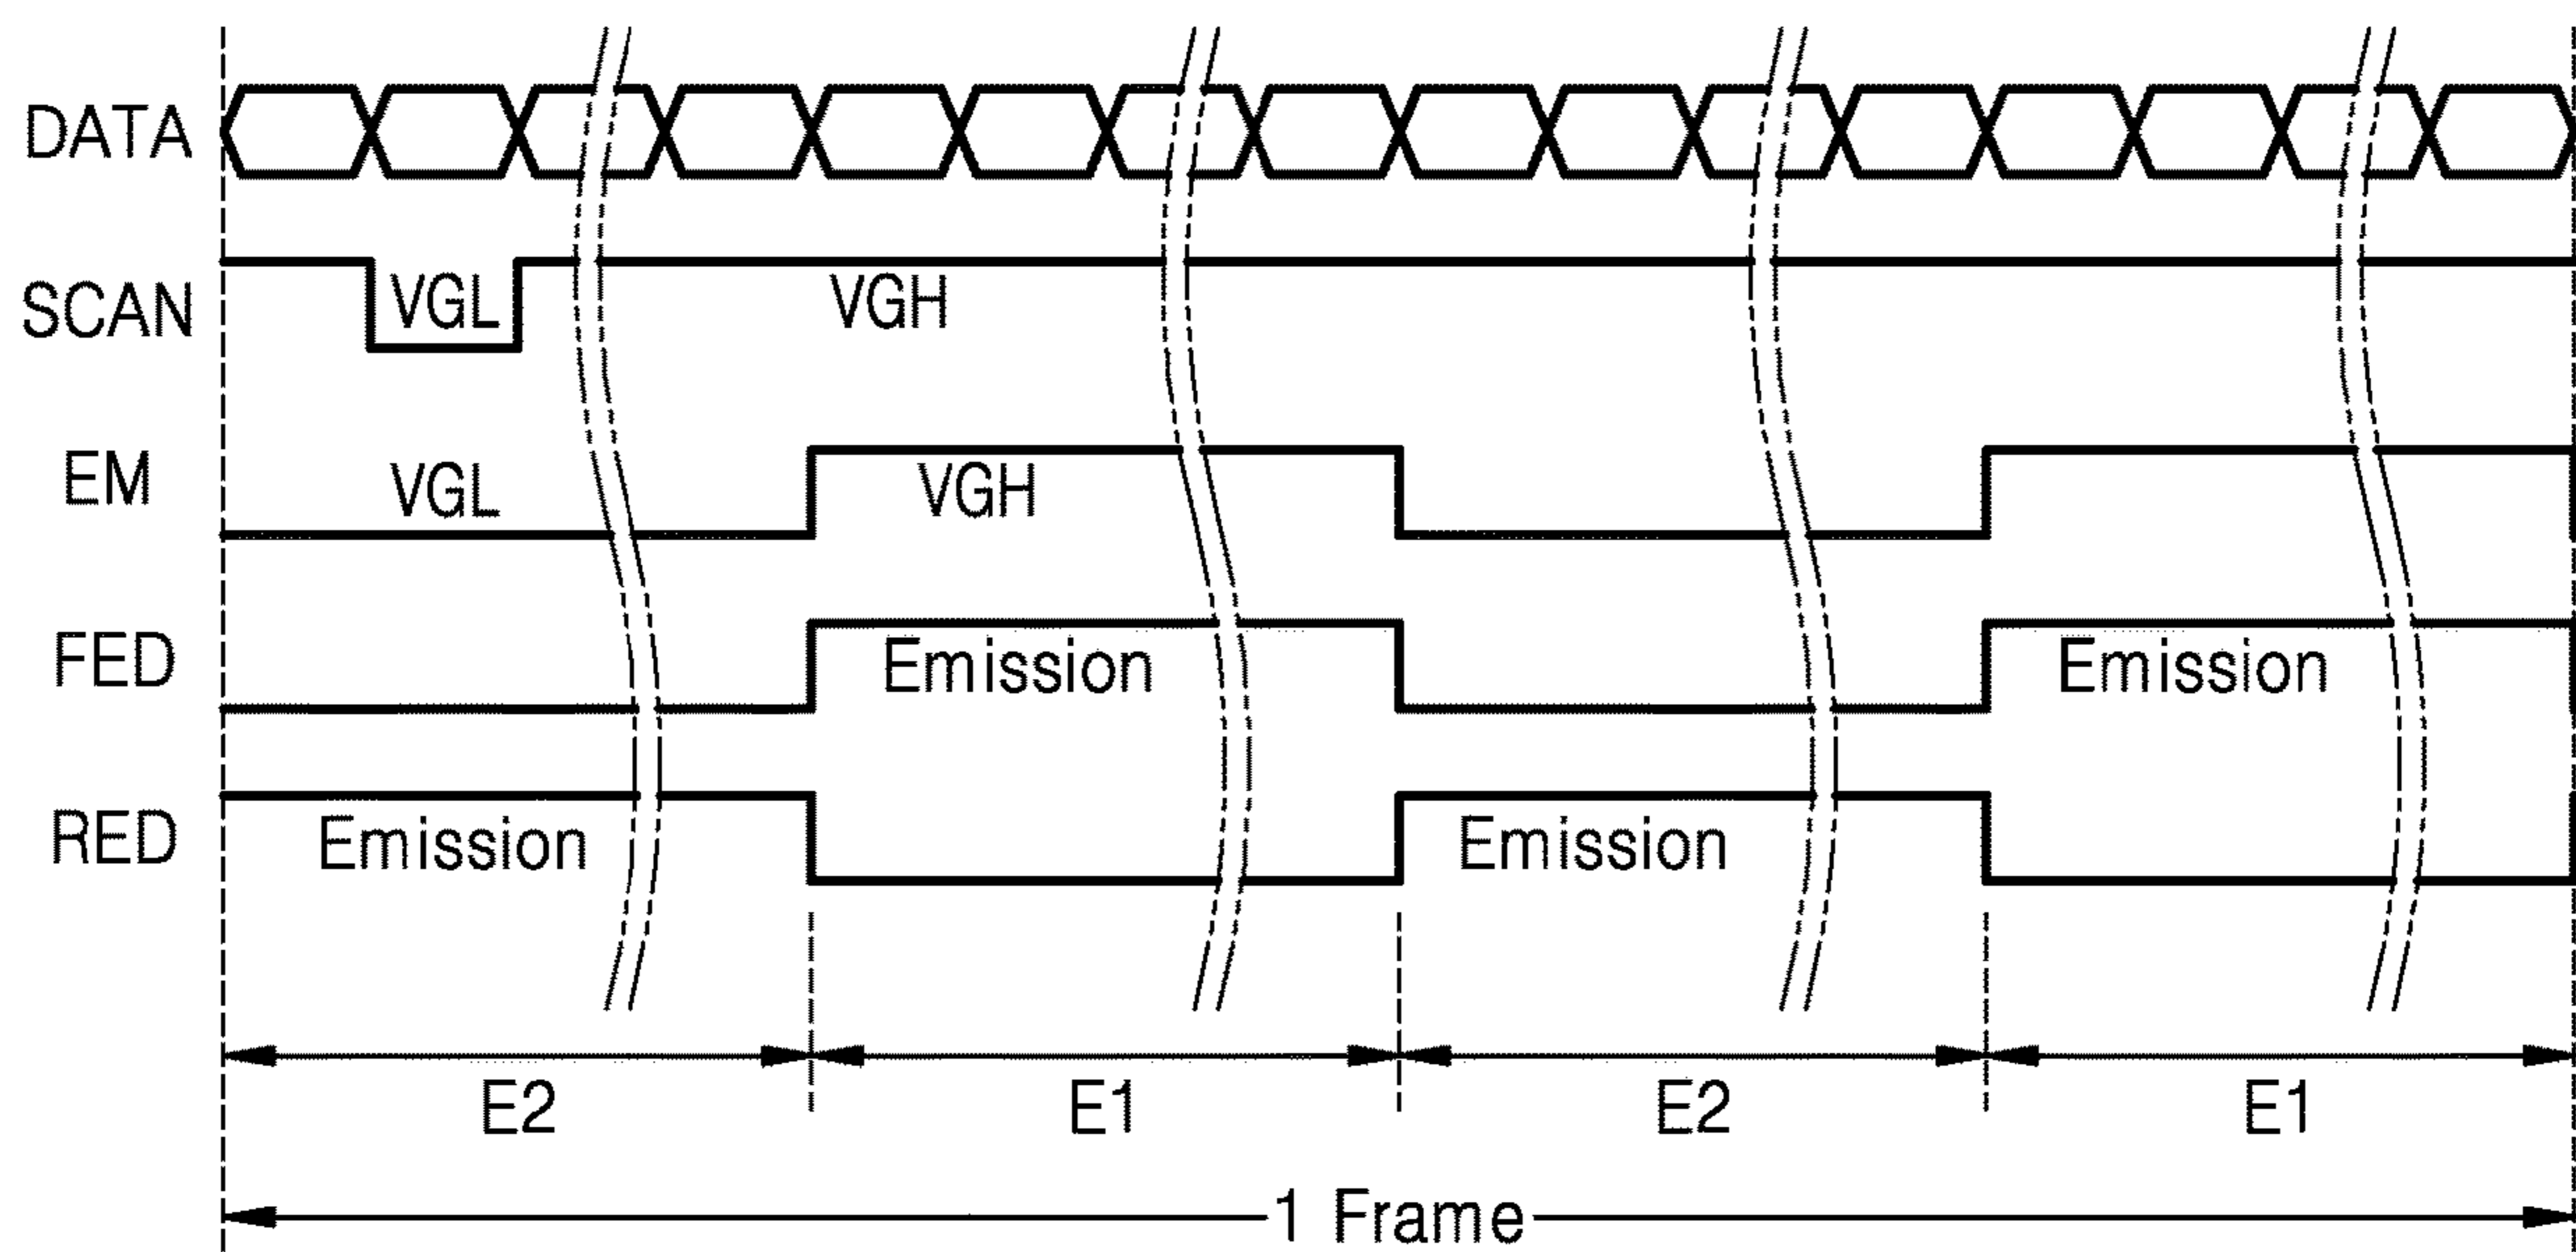 DATA
SCAN VGL VGH
EM VGL VGH
FED Emission Emission
RED Emission Emission
E2 E1 E2 E1
1 Frame